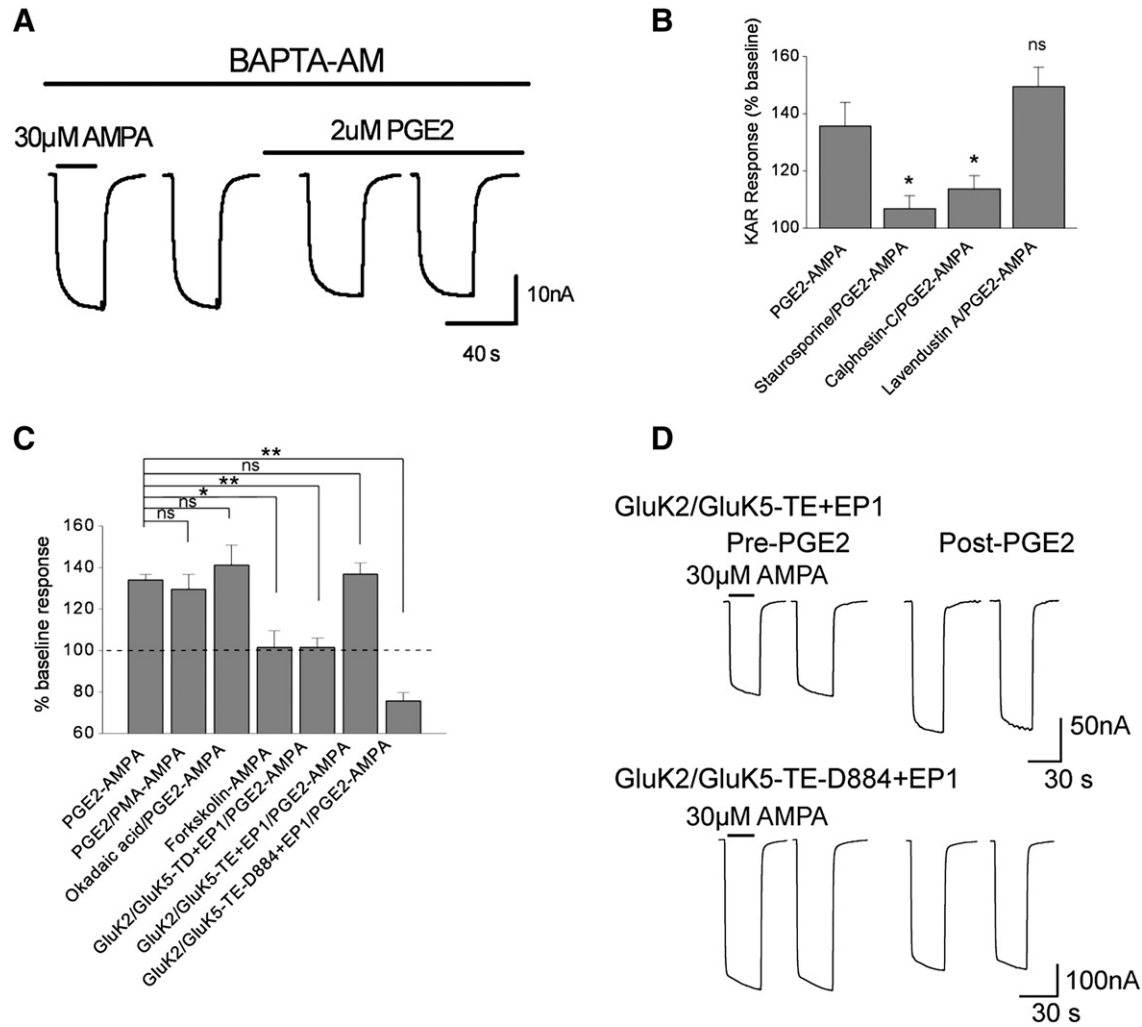 A
BAPTA-AM
30µM AMPA
2uM PGE2
10nA
40 s
B
KAR Response (% baseline)
160
140
120
100
*
*
ns
PGE2-AMPA
Staurosporine/PGE2-AMPA
Calphostin-C/PGE2-AMPA
Lavendustin A/PGE2-AMPA
C
**
ns
**
*
ns
ns
% baseline response
160
140
120
100
80
60
PGE2-AMPA
PGE2/PMA-AMPA
Okadaic acid/PGE2-AMPA
Forkskolin-AMPA
GluK2/GluK5-TD+EP1/PGE2-AMPA
GluK2/GluK5-TE+EP1/PGE2-AMPA
GluK2/GluK5-TE-D884+EP1/PGE2-AMPA
D
GluK2/GluK5-TE+EP1
Pre-PGE2 Post-PGE2
30µM AMPA
50nA
30 s
GluK2/GluK5-TE-D884+EP1
30µM AMPA
100nA
30 s